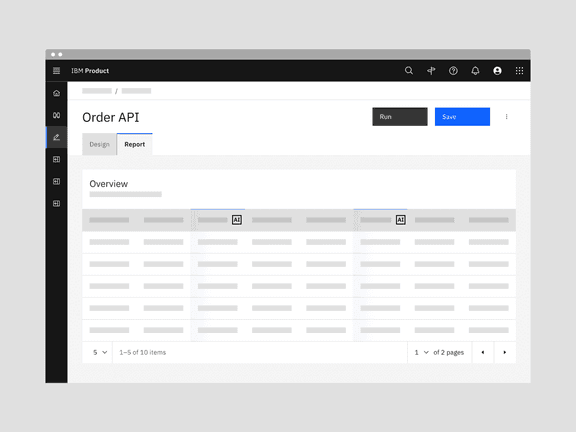 IBM Product
/
Order API
Run
Save
Design
Report
Overview
AI
AI
5
1–5 of 10 items
1
of 2 pages